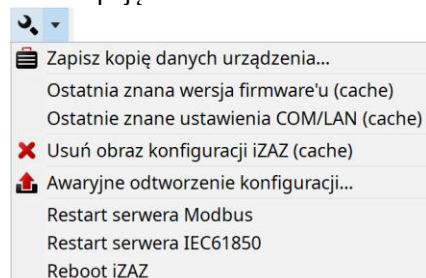 Zapisz kopię danych urządzenia...
Ostatnia znana wersja firmware'u (cache)
Ostatnie znane ustawienia COM/LAN (cache)
Usuń obraz konfiguracji iZAZ (cache)
Awaryjne odtworzenie konfiguracji...
Restart serwera Modbus
Restart serwera IEC61850
Reboot iZAZ